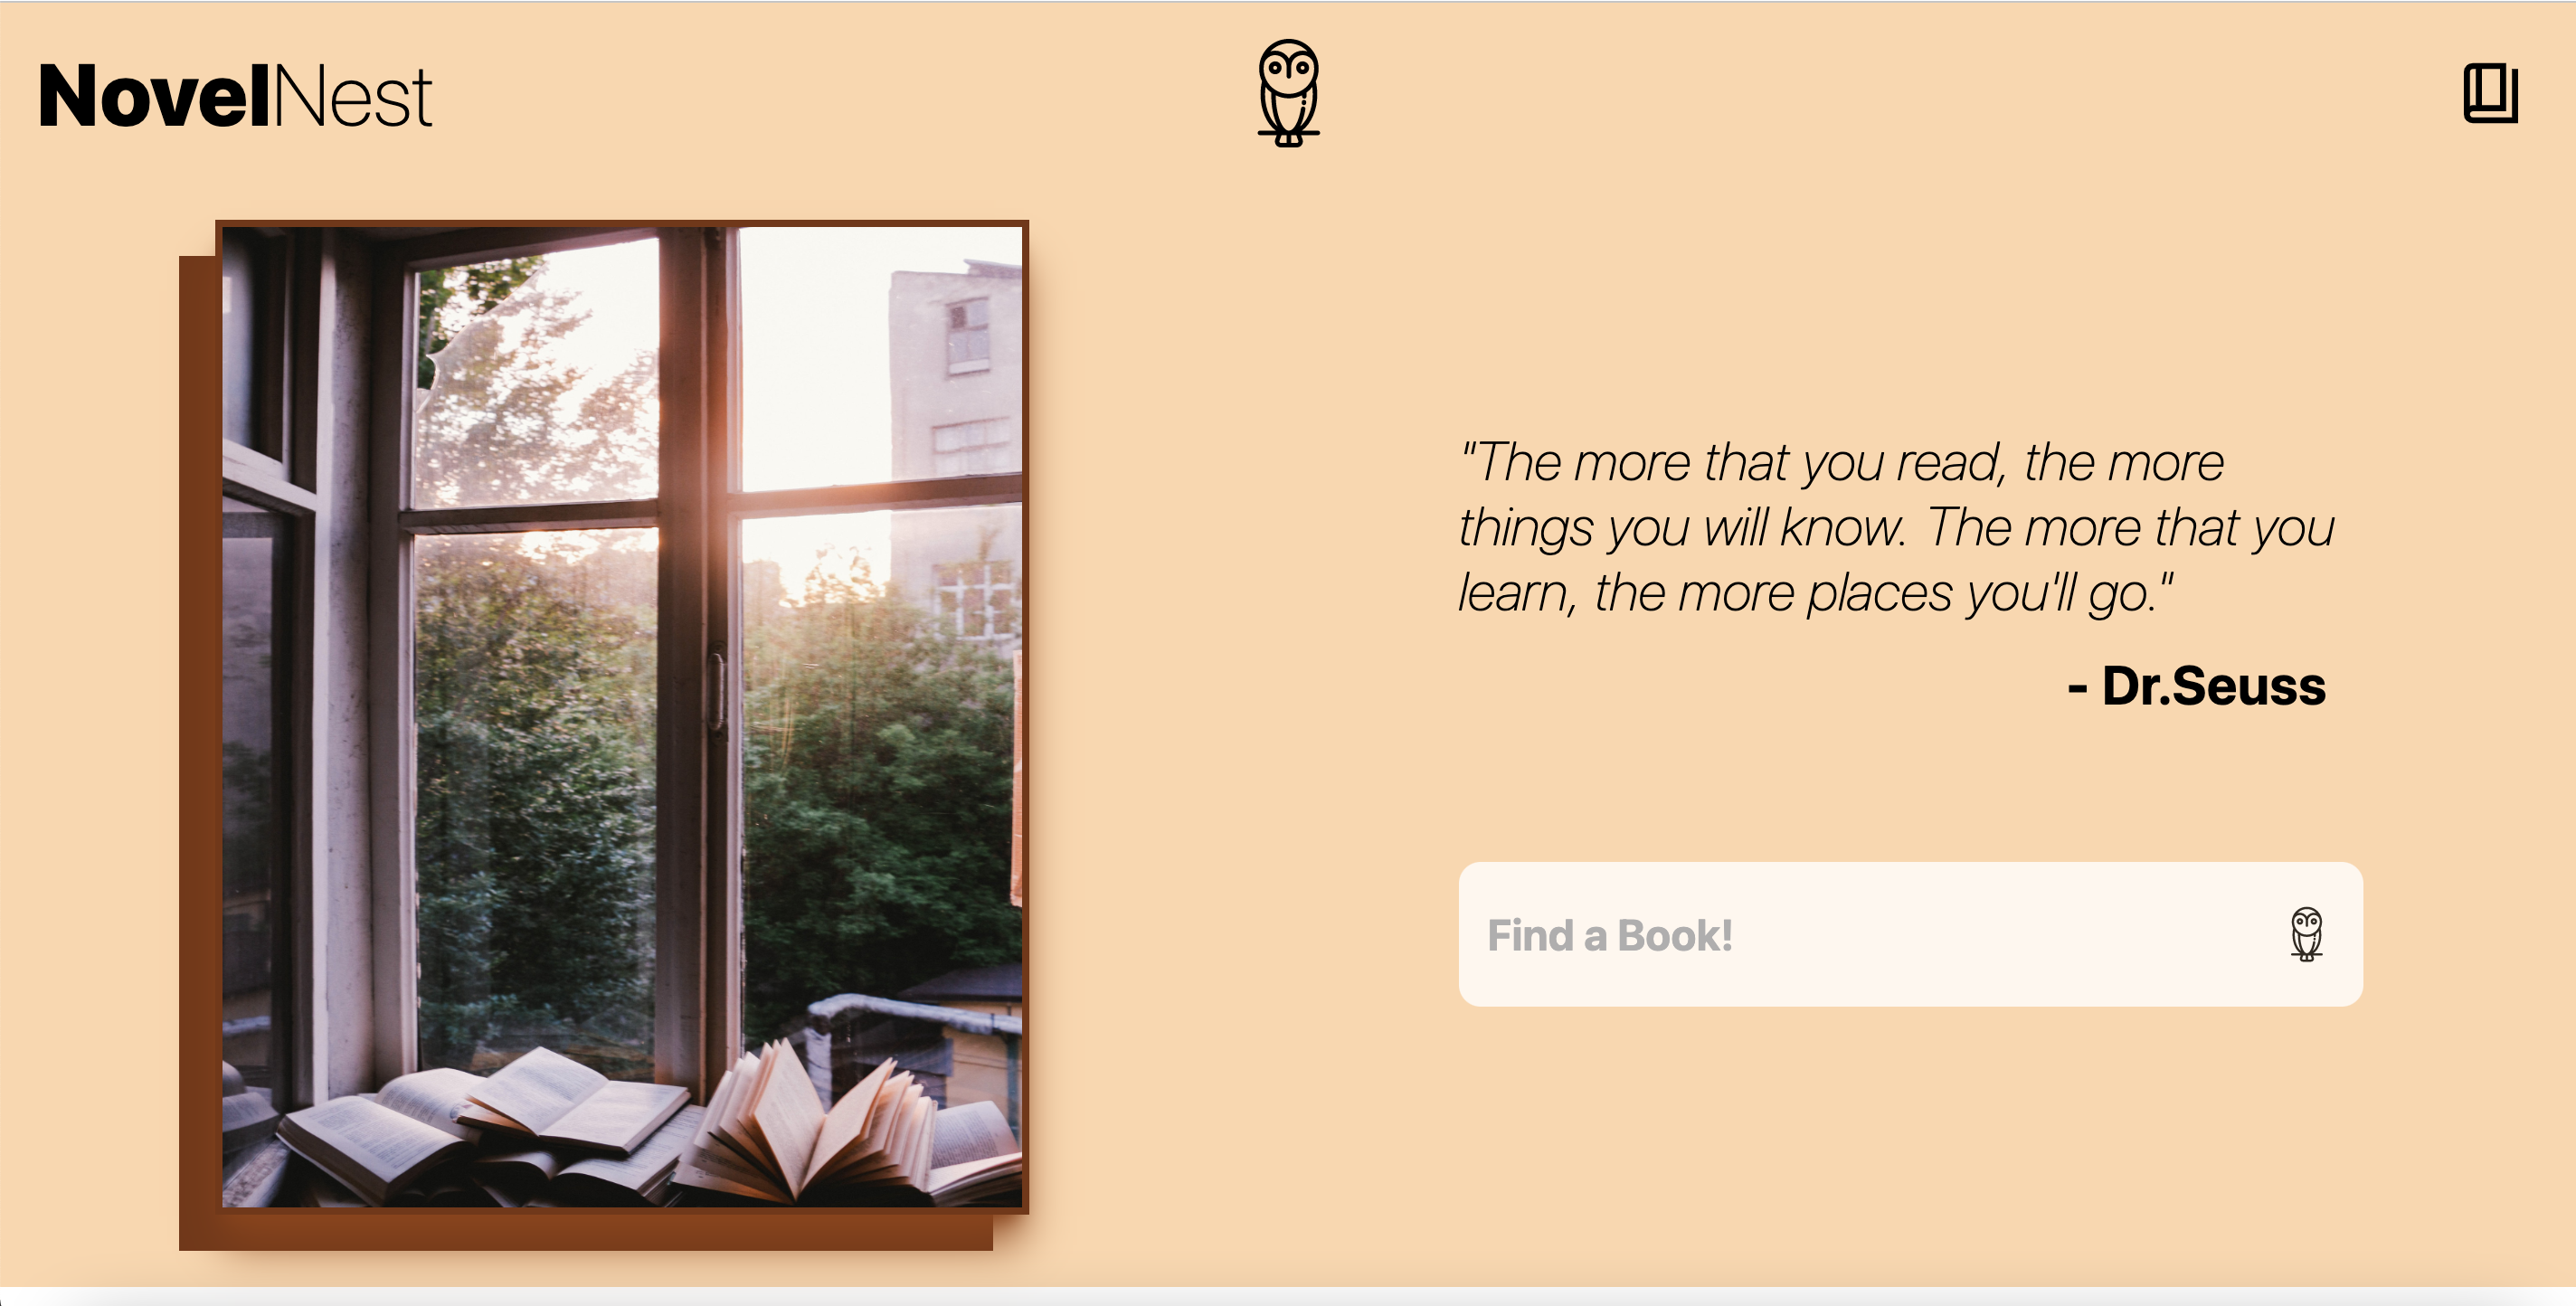 NovelNest
"The more that you read, the more
things you will know. The more that you
learn, the more places you'll go."
- Dr.Seuss
Find a Book!